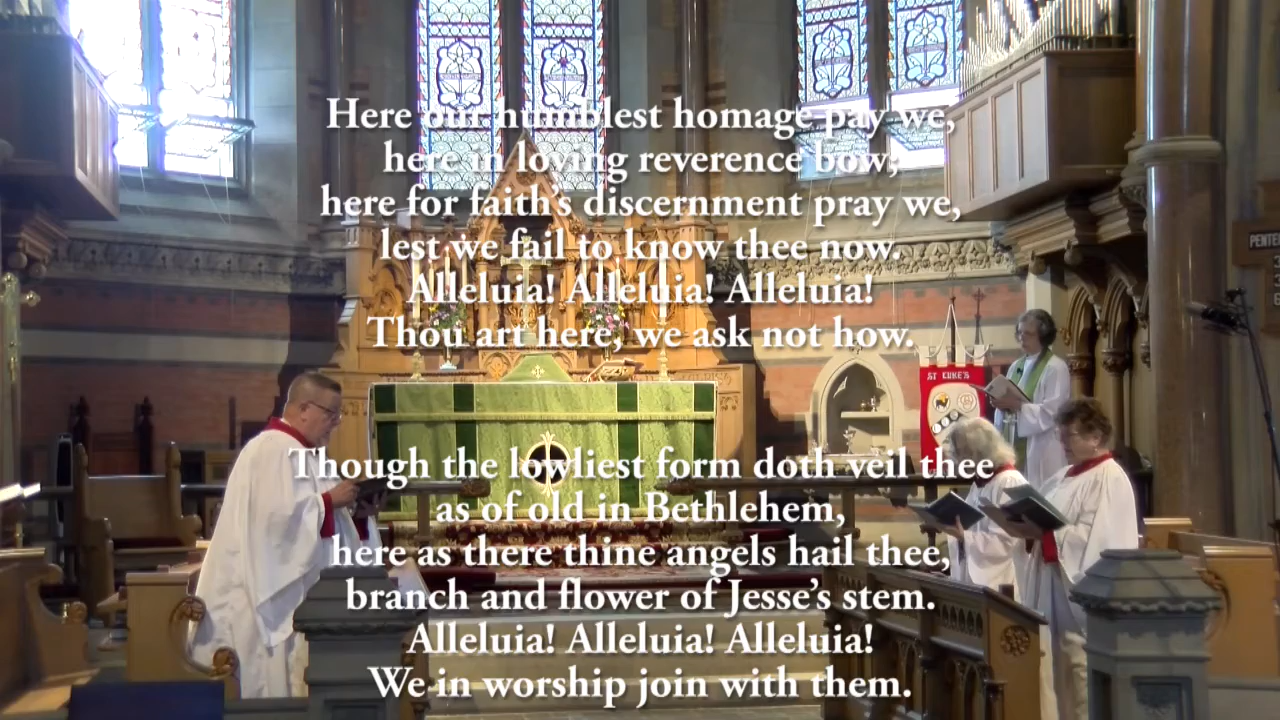 Here our humblest homage pay we,
here in loving reverence bow;
here for faith's discernment pray we,
lest we fail to know thee now.
Alleluia! Alleluia! Alleluia!
Thou art here, we ask not how.
Though the lowliest form doth veil thee
as of old in Bethlehem,
here as there thine angels hail thee,
branch and flower of Jesse's stem.
Alleluia! Alleluia! Alleluia!
We in worship join with them.
ST LUKE'S
PENTE